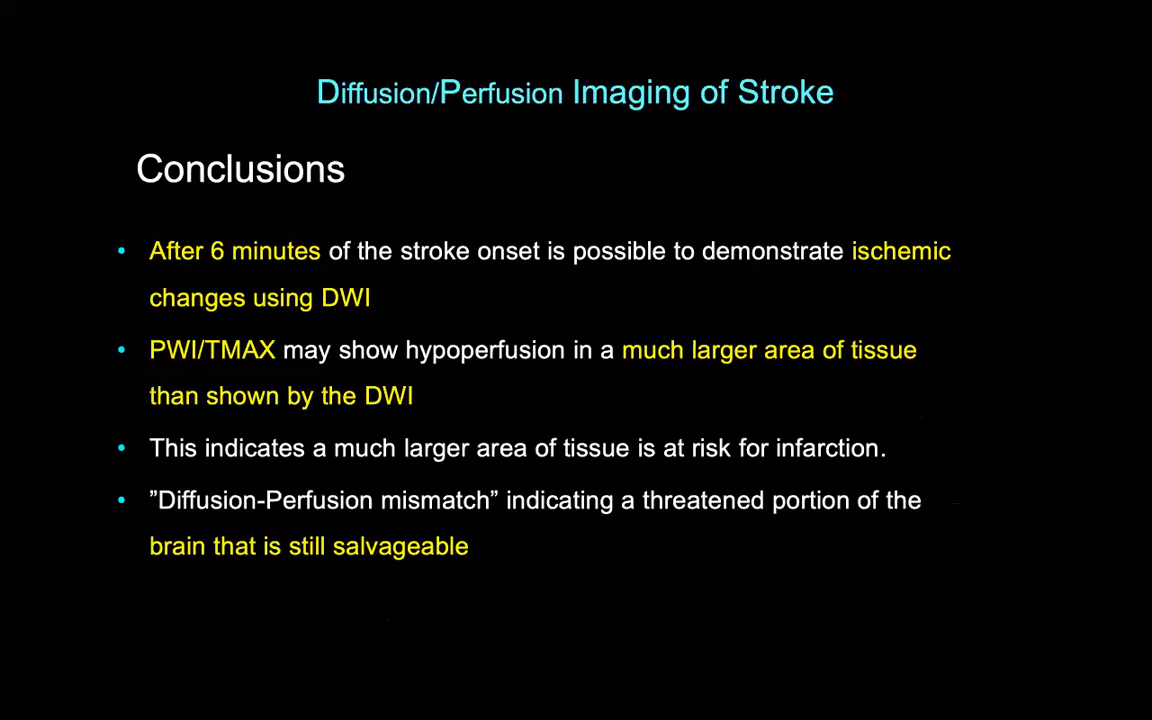 Diffusion/Perfusion Imaging of Stroke
Conclusions
• After 6 minutes of the stroke onset is possible to demonstrate ischemic
changes using DWI
• PWI/TMAX may show hypoperfusion in a much larger area of tissue
than shown by the DWI
• This indicates a much larger area of tissue is at risk for infarction.
• ”Diffusion-Perfusion mismatch” indicating a threatened portion of the
brain that is still salvageable